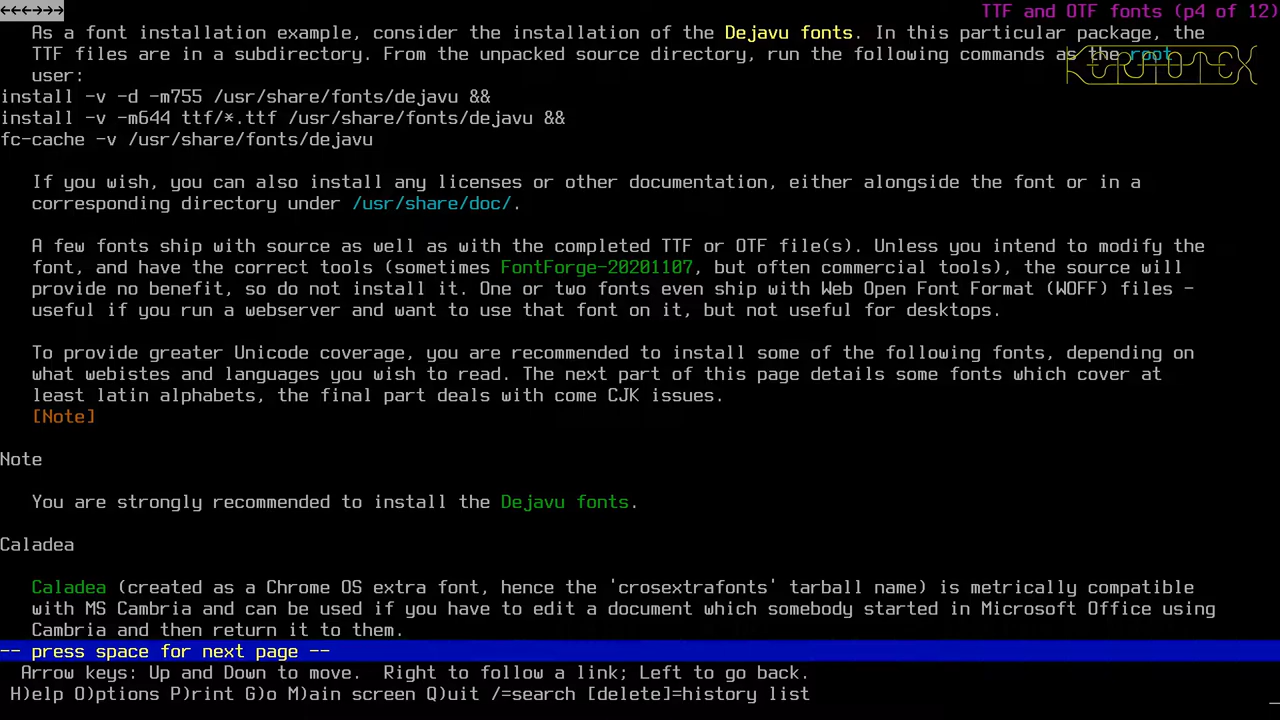 ←←←→→→
TTF and OTF fonts (p4 of 12)
As a font installation example, consider the installation of the Dejavu fonts. In this particular package, the
TTF files are in a subdirectory. From the unpacked source directory, run the following commands as the root
user:
KERNOTEX
install -v -d -m755 /usr/share/fonts/dejavu &&
install -v -m644 ttf/*.ttf /usr/share/fonts/dejavu &&
fc-cache -v /usr/share/fonts/dejavu
If you wish, you can also install any licenses or other documentation, either alongside the font or in a
corresponding directory under /usr/share/doc/.
A few fonts ship with source as well as with the completed TTF or OTF file(s). Unless you intend to modify the
font, and have the correct tools (sometimes FontForge-20201107, but often commercial tools), the source will
provide no benefit, so do not install it. One or two fonts even ship with Web Open Font Format (WOFF) files -
useful if you run a webserver and want to use that font on it, but not useful for desktops.
To provide greater Unicode coverage, you are recommended to install some of the following fonts, depending on
what webistes and languages you wish to read. The next part of this page details some fonts which cover at
least latin alphabets, the final part deals with come CJK issues.
[Note]
Note
You are strongly recommended to install the Dejavu fonts.
Caladea
Caladea (created as a Chrome OS extra font, hence the 'crosextrafonts' tarball name) is metrically compatible
with MS Cambria and can be used if you have to edit a document which somebody started in Microsoft Office using
Cambria and then return it to them.
-- press space for next page --
Arrow keys: Up and Down to move. Right to follow a link; Left to go back.
H)elp O)ptions P)rint G)o M)ain screen Q)uit /=search [delete]=history list